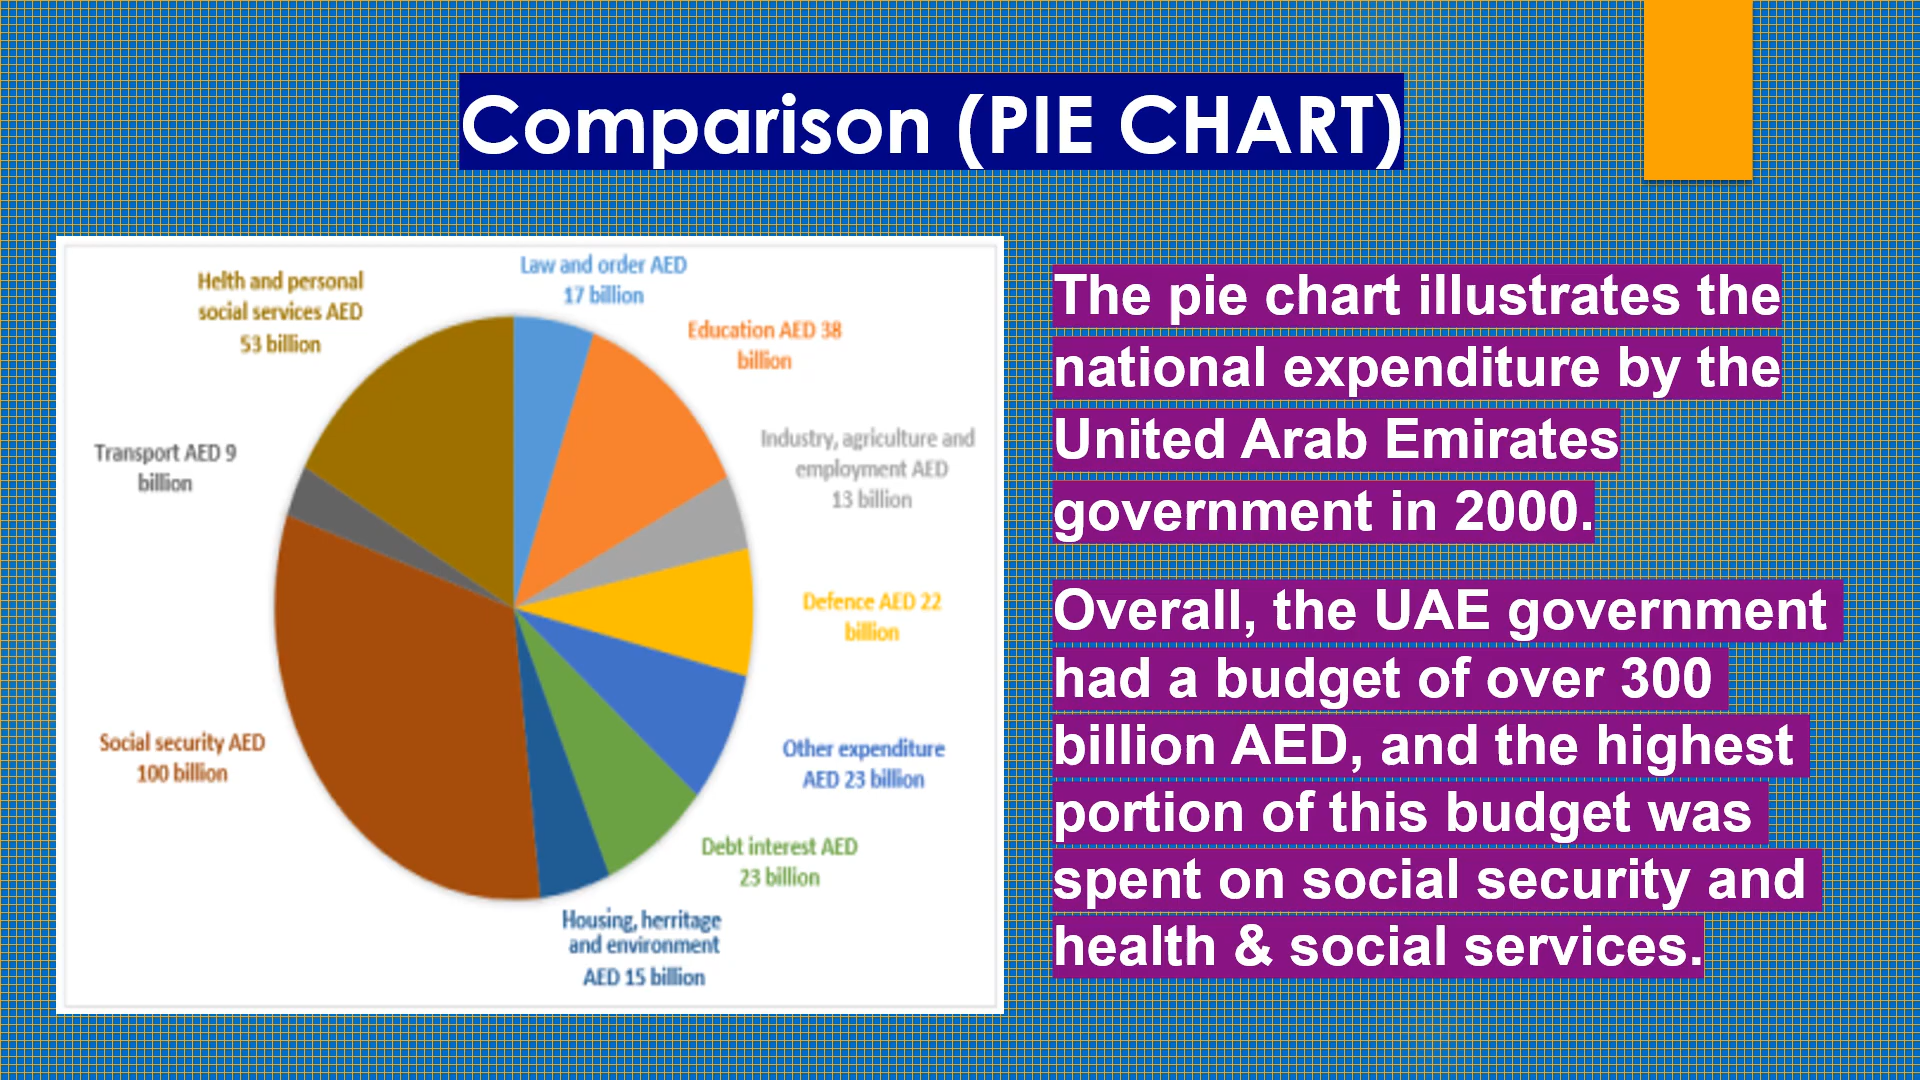 Comparison (PIE CHART)
Law and order AED
17 billion
Helth and personal
social services AED
53 billion
Education AED 38
billion
Industry, agriculture and
employment AED
13 billion
Transport AED 9
billion
Defence AED 22
billion
Social security AED
100 billion
Other expenditure
AED 23 billion
Debt interest AED
23 billion
Housing, herritage
and environment
AED 15 billion
The pie chart illustrates the
national expenditure by the
United Arab Emirates
government in 2000.
Overall, the UAE government
had a budget of over 300
billion AED, and the highest
portion of this budget was
spent on social security and
health & social services.